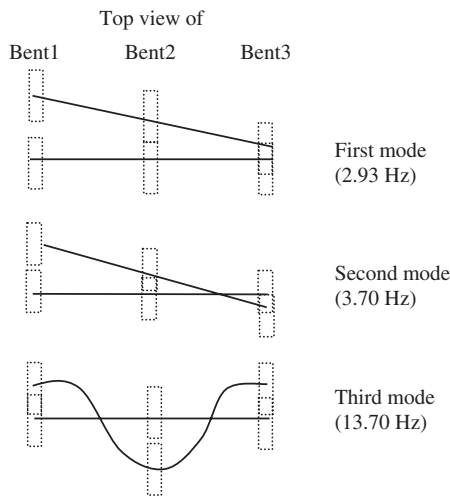 Top view of
Bent1 Bent2 Bent3
First mode
(2.93 Hz)
Second mode
(3.70 Hz)
Third mode
(13.70 Hz)